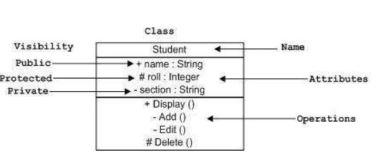 Class
Visibility
Student
Name
Public
+ name : String
Protected
# roll : Integer
Attributes
Private
- section : String
+ Display ()
- Add ()
Operations
- Edit ()
# Delete ()